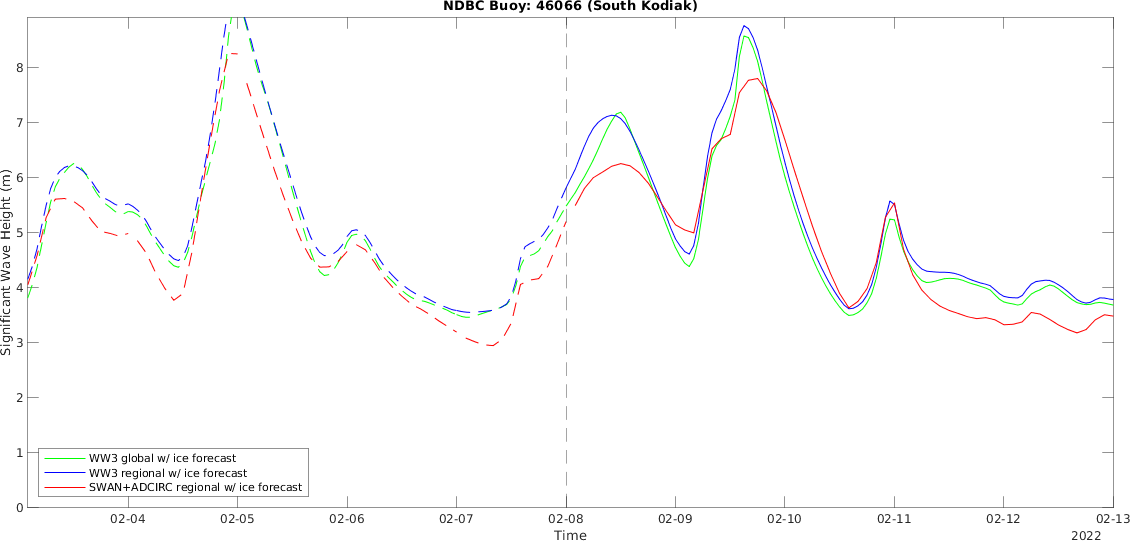 NDBC Buoy: 46066 (South Kodiak)
Significant Wave Height (m)
8
7
6
5
4
3
2
1
0
WW3 global w/ ice forecast
WW3 regional w/ ice forecast
SWAN+ADCIRC regional w/ ice forecast
02-04 02-05 02-06 02-07 02-08 02-09 02-10 02-11 02-12 02-13
Time
2022